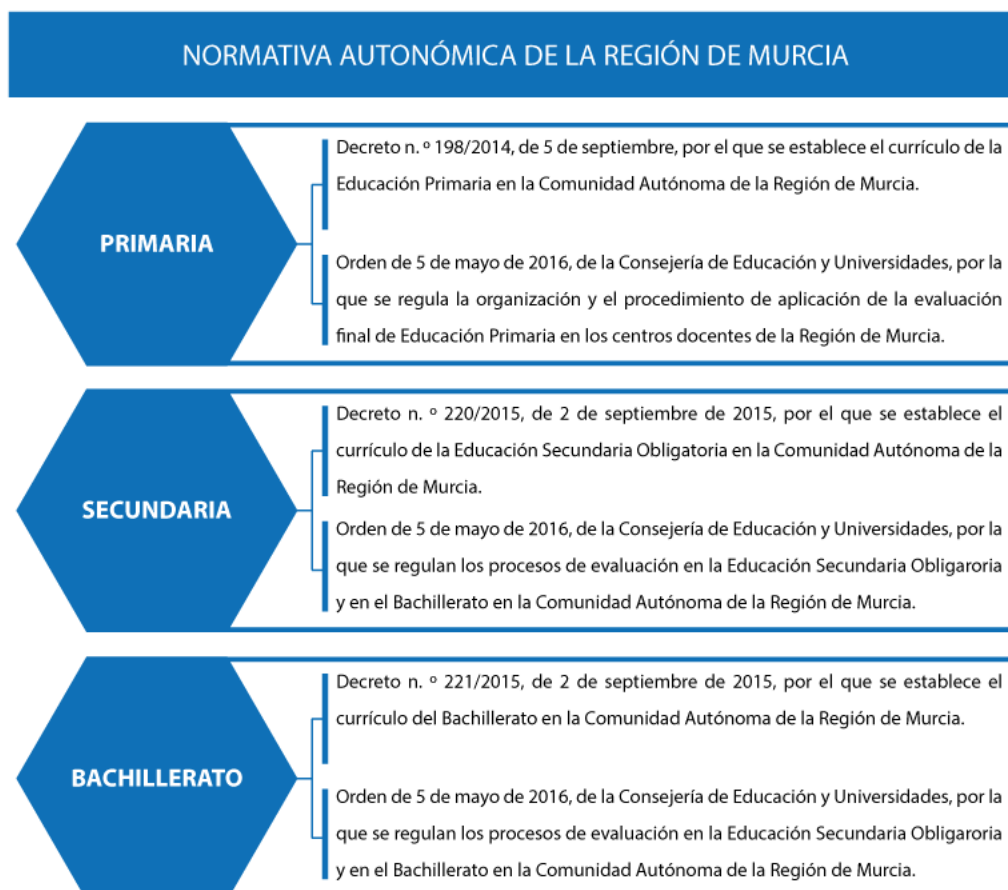 NORMATIVA AUTONÓMICA DE LA REGIÓN DE MURCIA
PRIMARIA
Decreto n. º 198/2014, de 5 de septiembre, por el que se establece el currículo de la
Educación Primaria en la Comunidad Autónoma de la Región de Murcia.
Orden de 5 de mayo de 2016, de la Consejería de Educación y Universidades, por la
que se regula la organización y el procedimiento de aplicación de la evaluación
final de Educación Primaria en los centros docentes de la Región de Murcia.
SECUNDARIA
Decreto n. º 220/2015, de 2 de septiembre de 2015, por el que se establece el
currículo de la Educación Secundaria Obligatoria en la Comunidad Autónoma de la
Región de Murcia.
Orden de 5 de mayo de 2016, de la Consejería de Educación y Universidades, por la
que se regulan los procesos de evaluación en la Educación Secundaria Obligaroria
y en el Bachillerato en la Comunidad Autónoma de la Región de Murcia.
BACHILLERATO
Decreto n. º 221/2015, de 2 de septiembre de 2015, por el que se establece el
currículo del Bachillerato en la Comunidad Autónoma de la Región de Murcia.
Orden de 5 de mayo de 2016, de la Consejería de Educación y Universidades, por la
que se regulan los procesos de evaluación en la Educación Secundaria Obligaroria
y en el Bachillerato en la Comunidad Autónoma de la Región de Murcia.